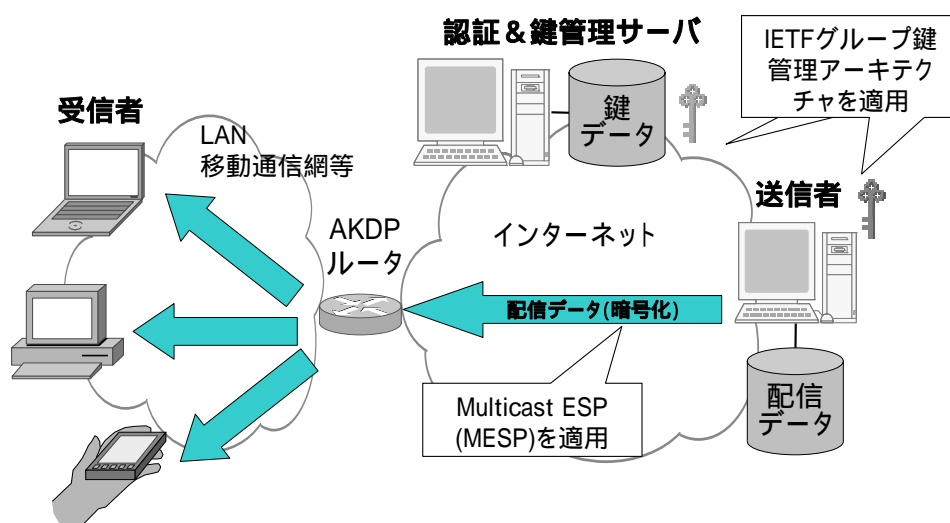 認証＆鍵管理サーバ
IETFグループ鍵
管理アーキテク
チャを適用
受信者
LAN
移動通信網等
鍵
データ
送信者
AKDP
ルータ
インターネット
配信データ(暗号化)
Multicast ESP
(MESP)を適用
配信
データ